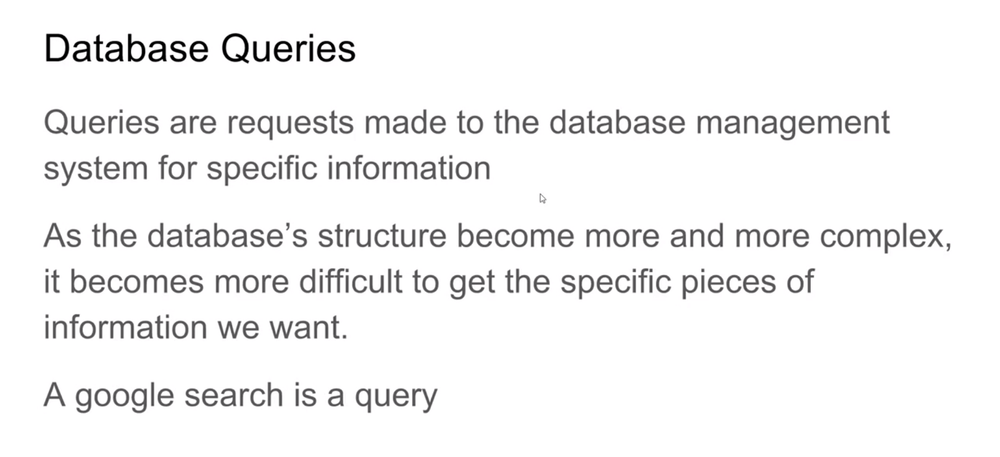 Database Queries
Queries are requests made to the database management
system for specific information
As the database’s structure become more and more complex,
it becomes more difficult to get the specific pieces of
information we want.
A google search is a query